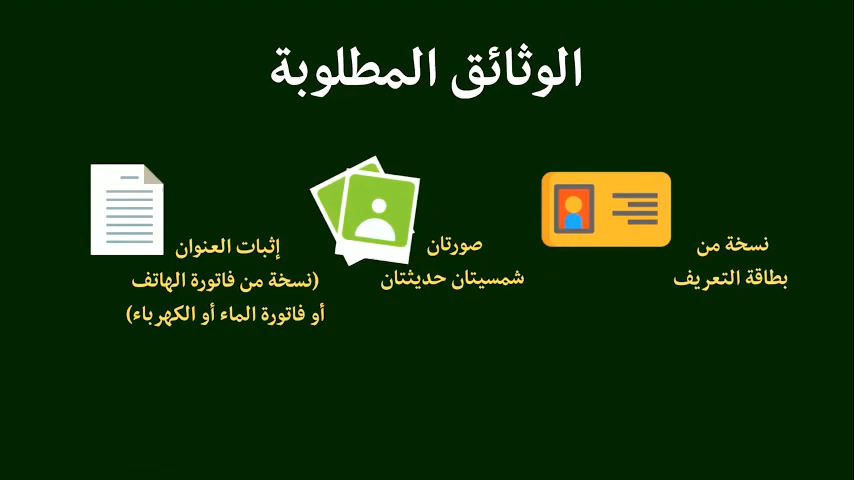 الوثائق المطلوبة
نسخة من
بطاقة التعريف
صورتان
شمسيتان حديثتان
إثبات العنوان
(نسخة من فاتورة الهاتف
أو فاتورة الماء أو الكهرباء)